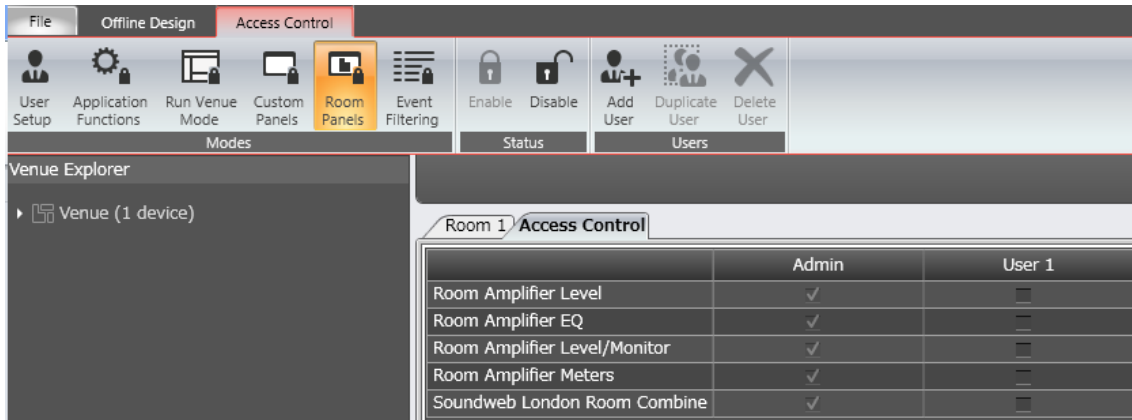 File Offline Design Access Control
User Setup Application Functions Run Venue Mode Custom Panels Room Panels Event Filtering Enable Disable Add User Duplicate User Delete User
Modes Status Users
Venue Explorer
Venue (1 device)
Room 1 Access Control
Admin User 1
Room Amplifier Level
Room Amplifier EQ
Room Amplifier Level/Monitor
Room Amplifier Meters
Soundweb London Room Combine